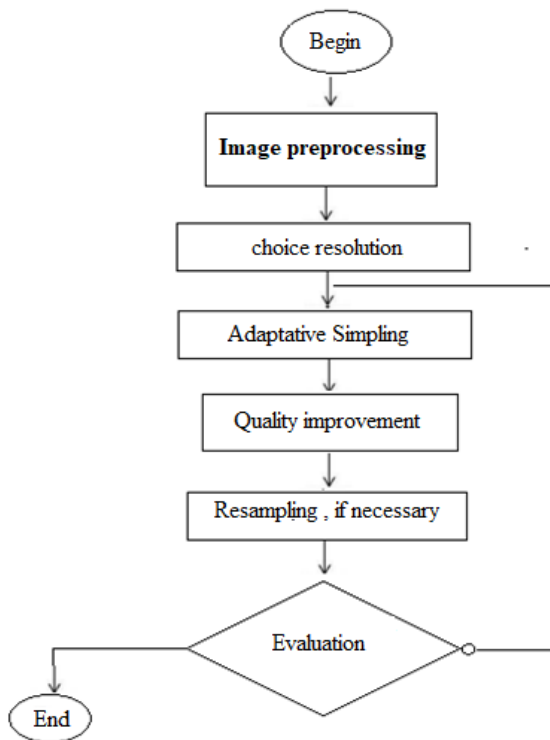 Begin
Image preprocessing
choice resolution
Adaptative Simpling
Quality improvement
Resampling , if necessary
Evaluation
End